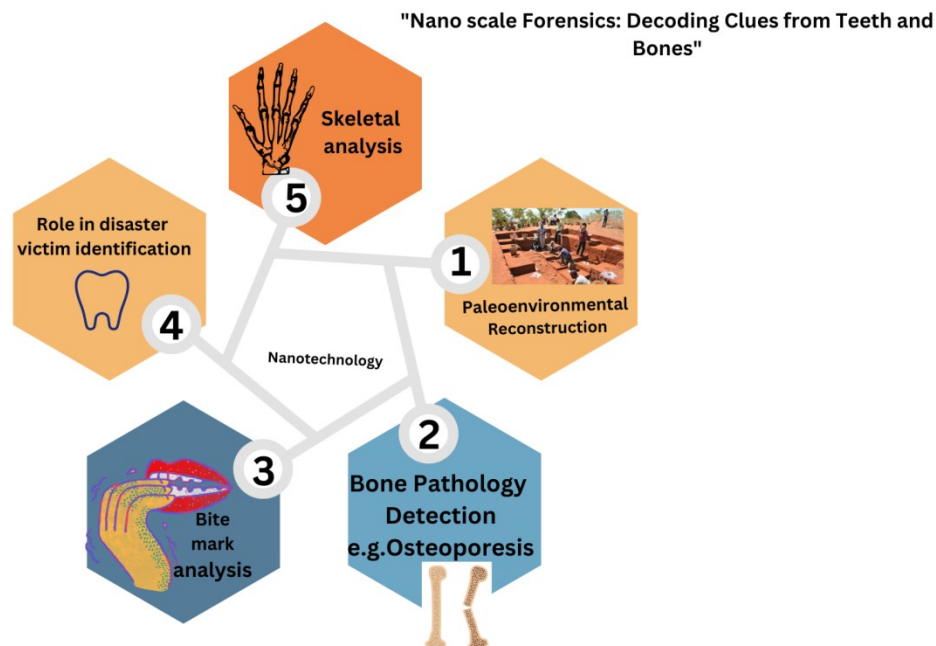 "Nano scale Forensics: Decoding Clues from Teeth and
Bones"
Skeletal
analysis
5
Role in disaster
victim identification
4
1
Paleoenvironmental
Reconstruction
Nanotechnology
2
Bone Pathology
Detection
e.g.Osteoporesis
3
Bite
mark
analysis